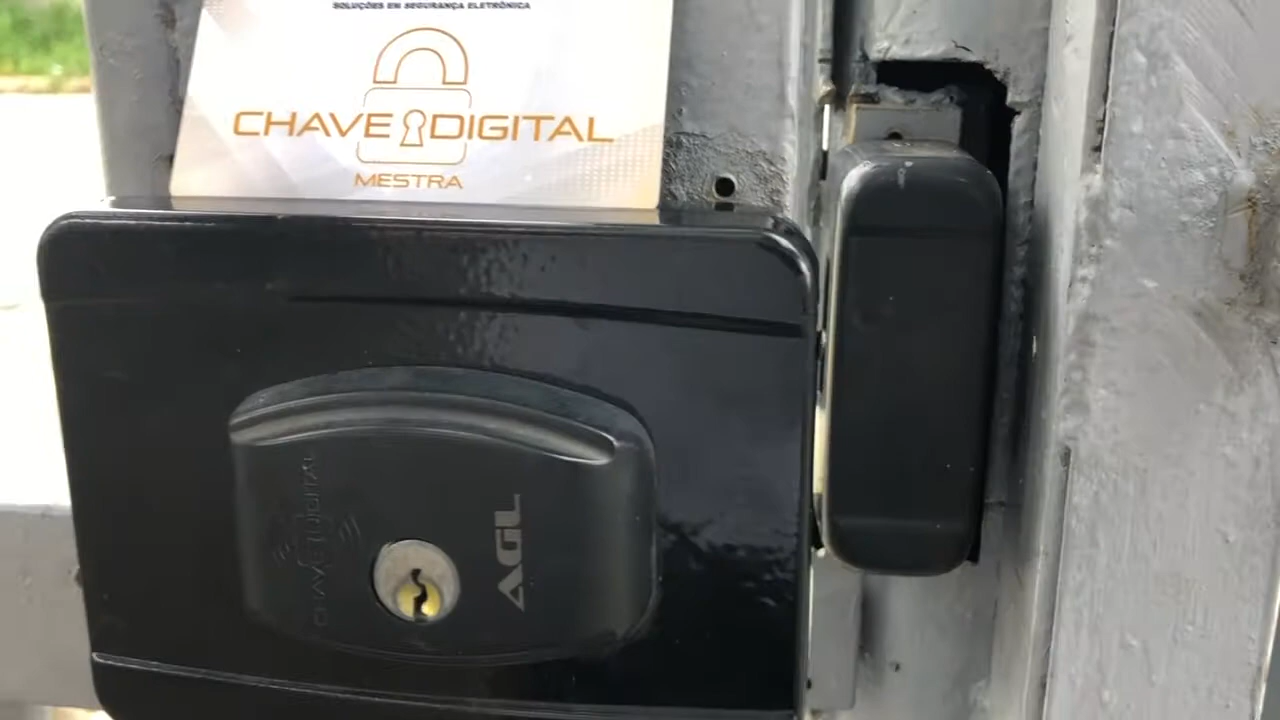 SOLUÇÕES EM SEGURANÇA ELETRÔNICA
CHAVE DIGITAL
MESTRA
CHAVE DIGITAL
AGL